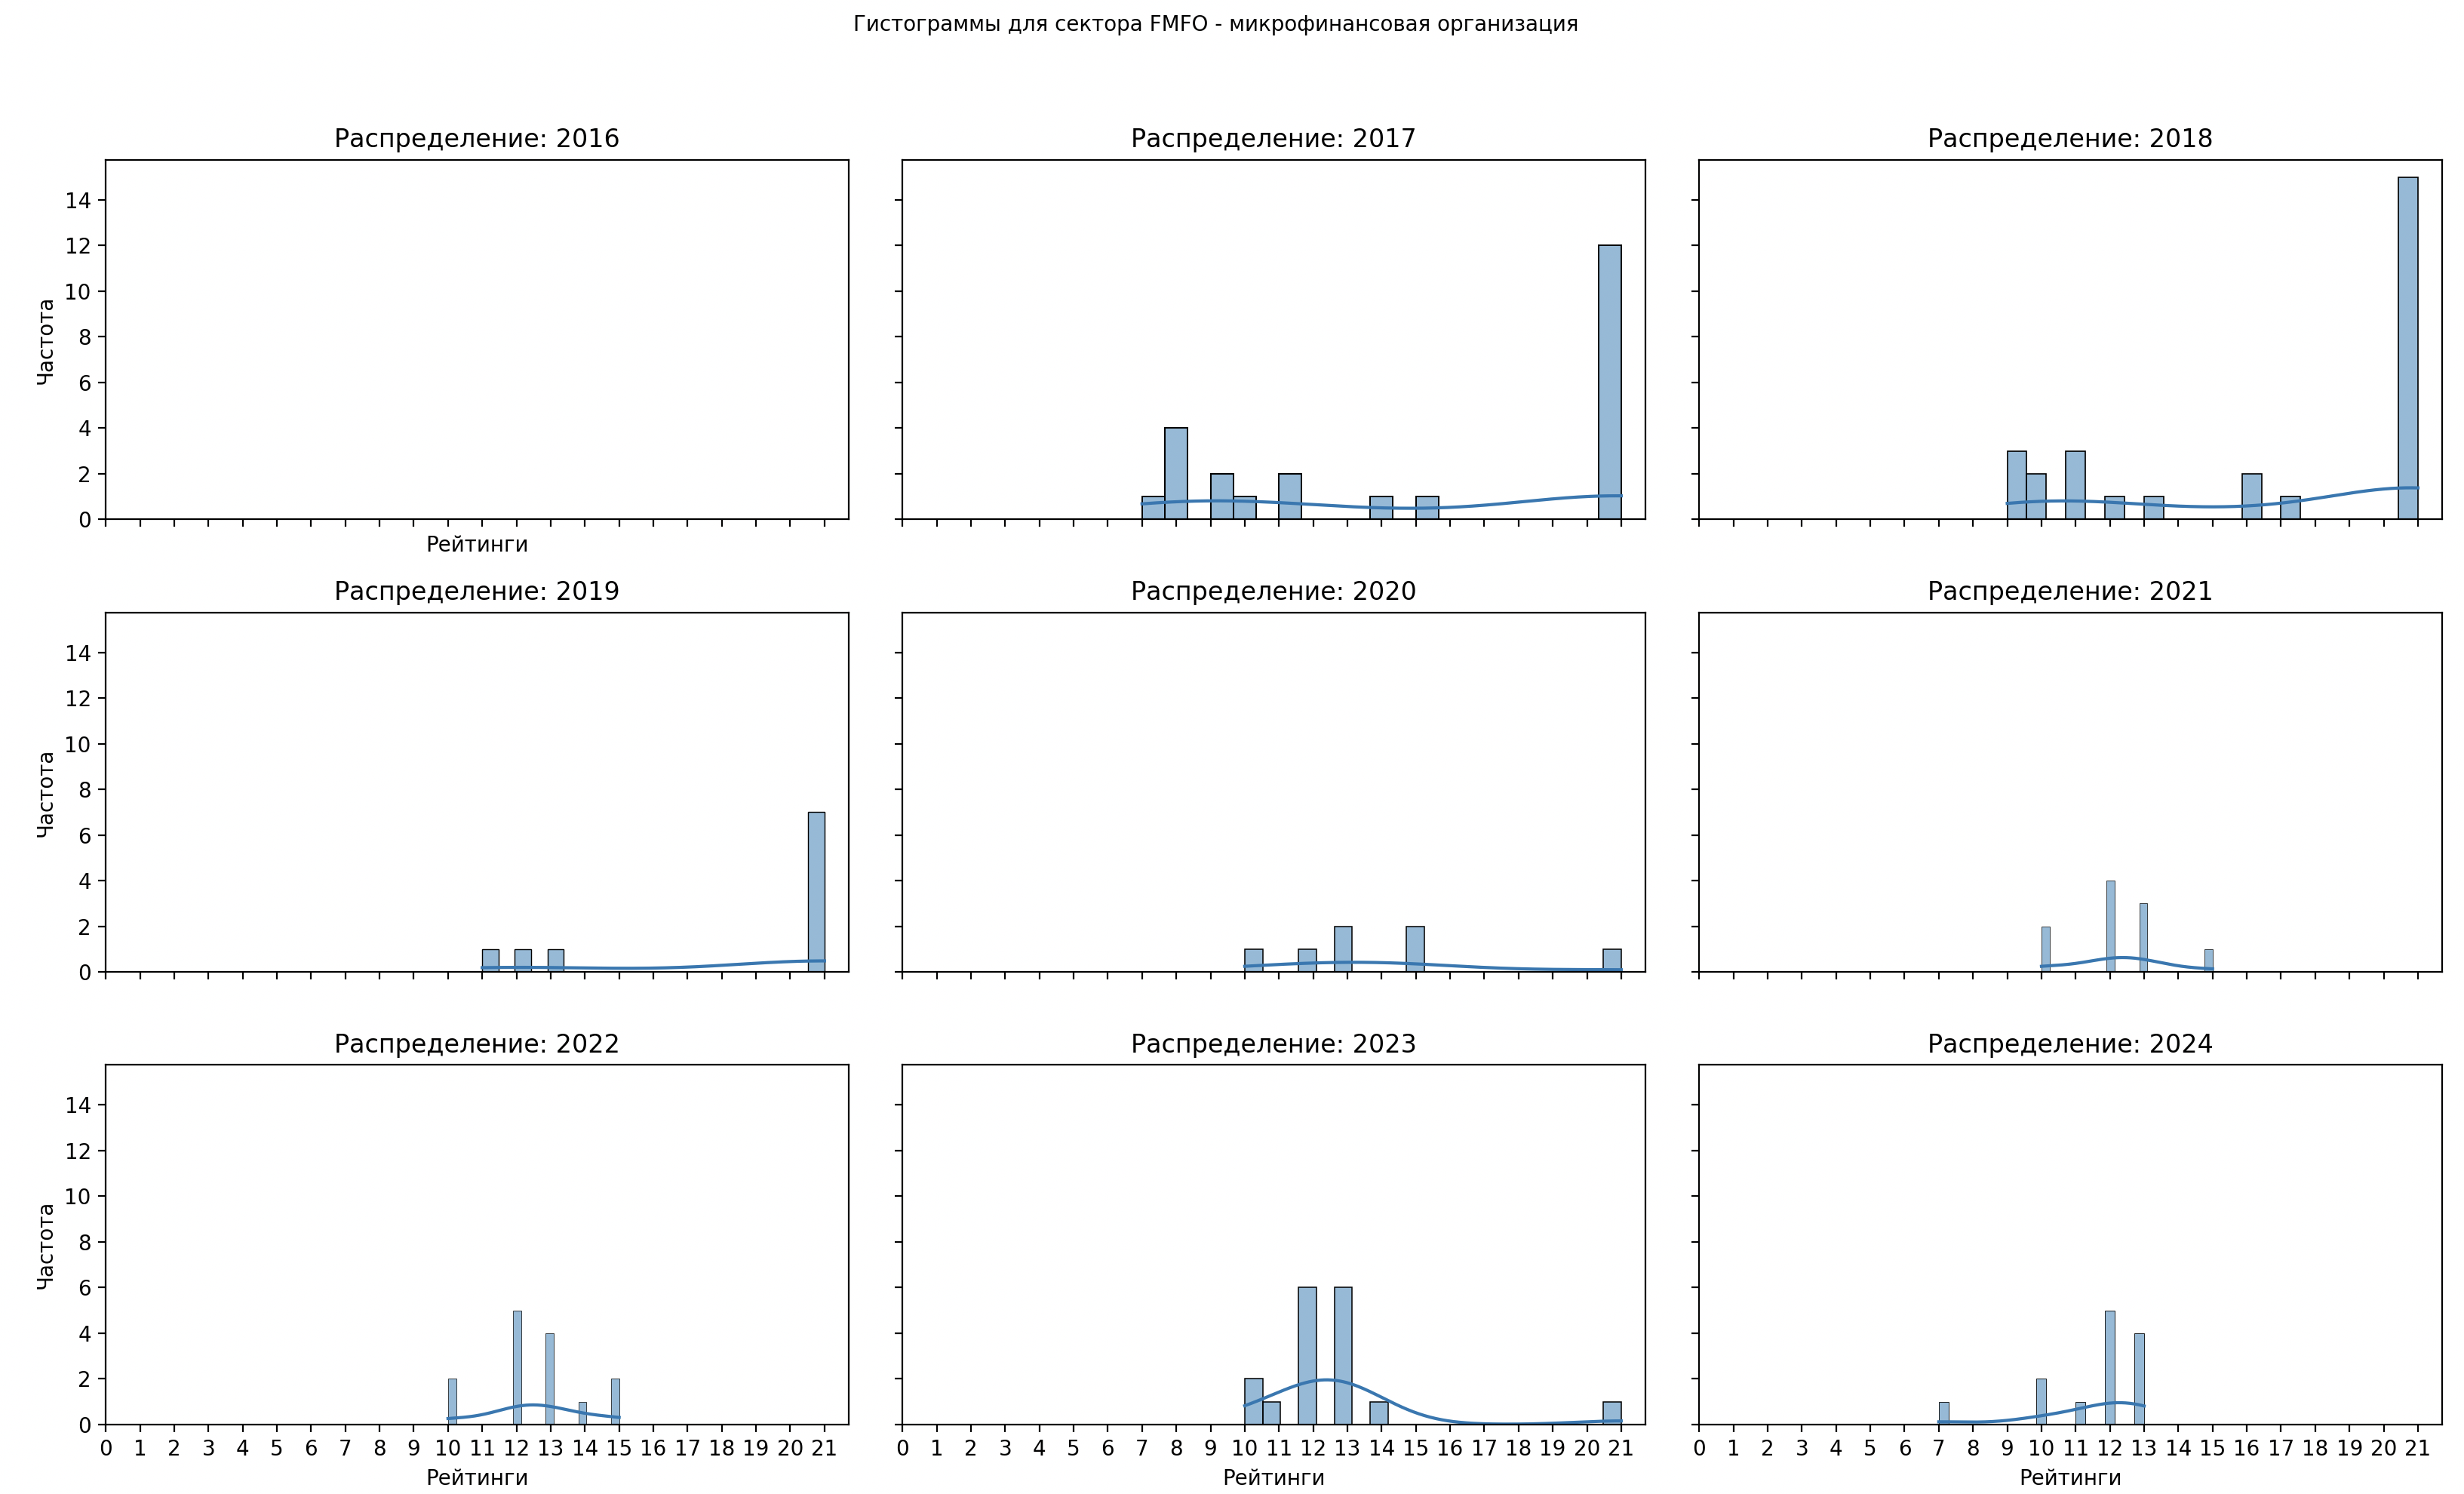 Гистограммы для сектора FMFO - микрофинансовая организация
Распределение: 2016
Распределение: 2017
Распределение: 2018
14
12
10
8
6
4
2
0
Частота
Рейтинги
Распределение: 2019
Распределение: 2020
Распределение: 2021
14
12
10
8
6
4
2
0
Частота
Распределение: 2022
Распределение: 2023
Распределение: 2024
14
12
10
8
6
4
2
0
Частота
0 1 2 3 4 5 6 7 8 9 10 11 12 13 14 15 16 17 18 19 20 21
0 1 2 3 4 5 6 7 8 9 10 11 12 13 14 15 16 17 18 19 20 21
0 1 2 3 4 5 6 7 8 9 10 11 12 13 14 15 16 17 18 19 20 21
Рейтинги
Рейтинги
Рейтинги